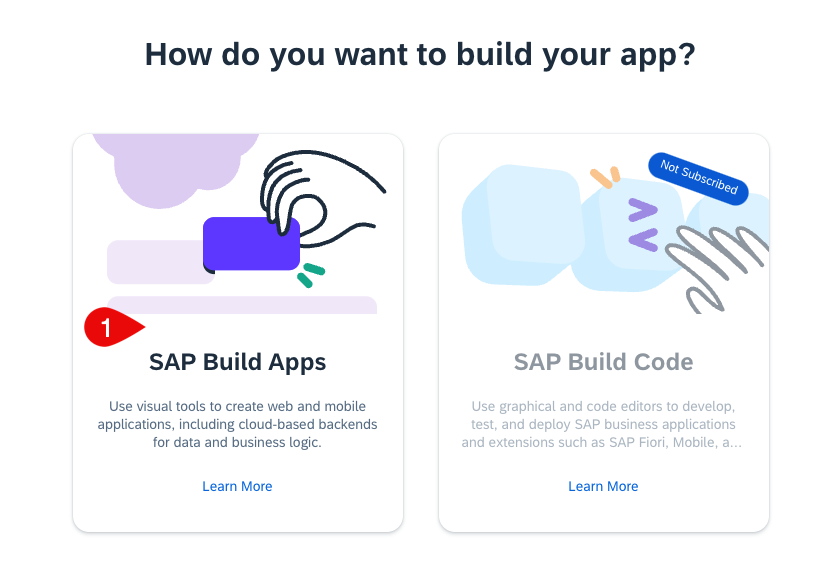 How do you want to build your app?
Not Subscribed
1
SAP Build Apps
Use visual tools to create web and mobile
applications, including cloud-based backends
for data and business logic.
Learn More
SAP Build Code
Use graphical and code editors to develop,
test, and deploy SAP business applications
and extensions such as SAP Fiori, Mobile, a...
Learn More